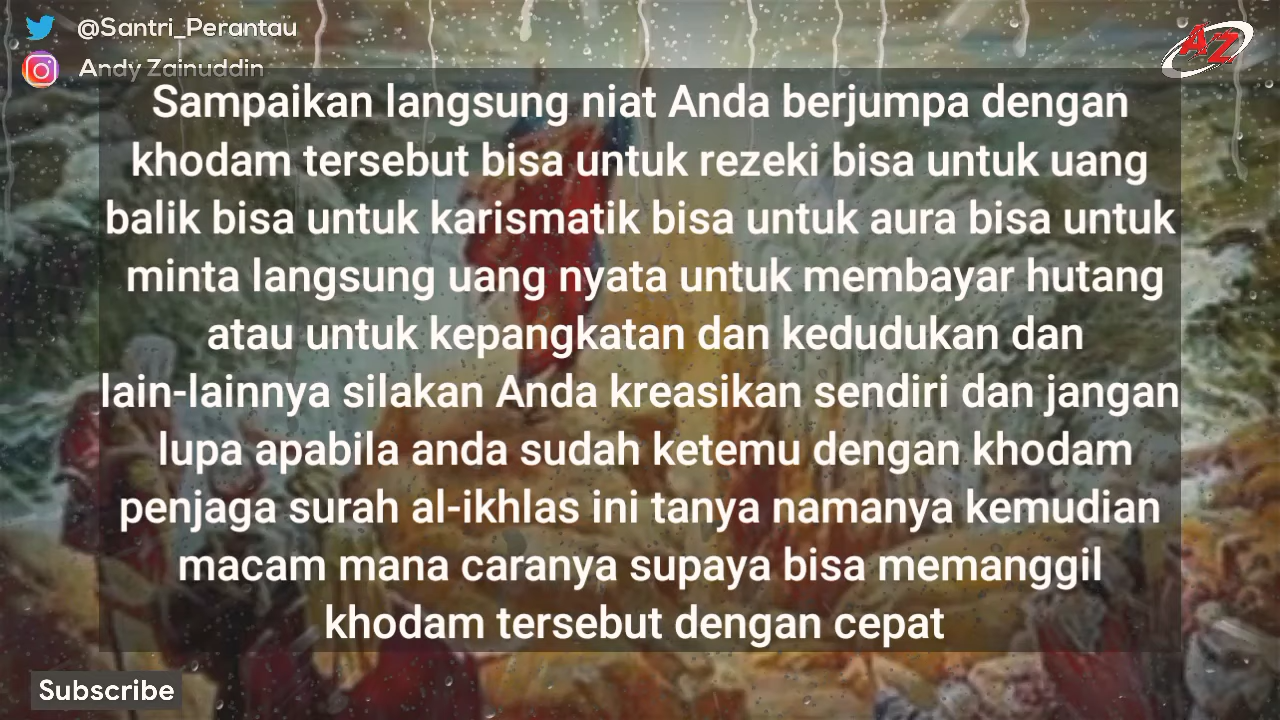 @Santri_Perantau
Andy Zainuddin
AZ
Sampaikan langsung niat Anda berjumpa dengan
khodam tersebut bisa untuk rezeki bisa untuk uang
balik bisa untuk karismatik bisa untuk aura bisa untuk
minta langsung uang nyata untuk membayar hutang
atau untuk kepangkatan dan kedudukan dan
lain-lainnya silakan Anda kreasikan sendiri dan jangan
lupa apabila anda sudah ketemu dengan khodam
penjaga surah al-ikhlas ini tanya namanya kemudian
macam mana caranya supaya bisa memanggil
khodam tersebut dengan cepat
Subscribe